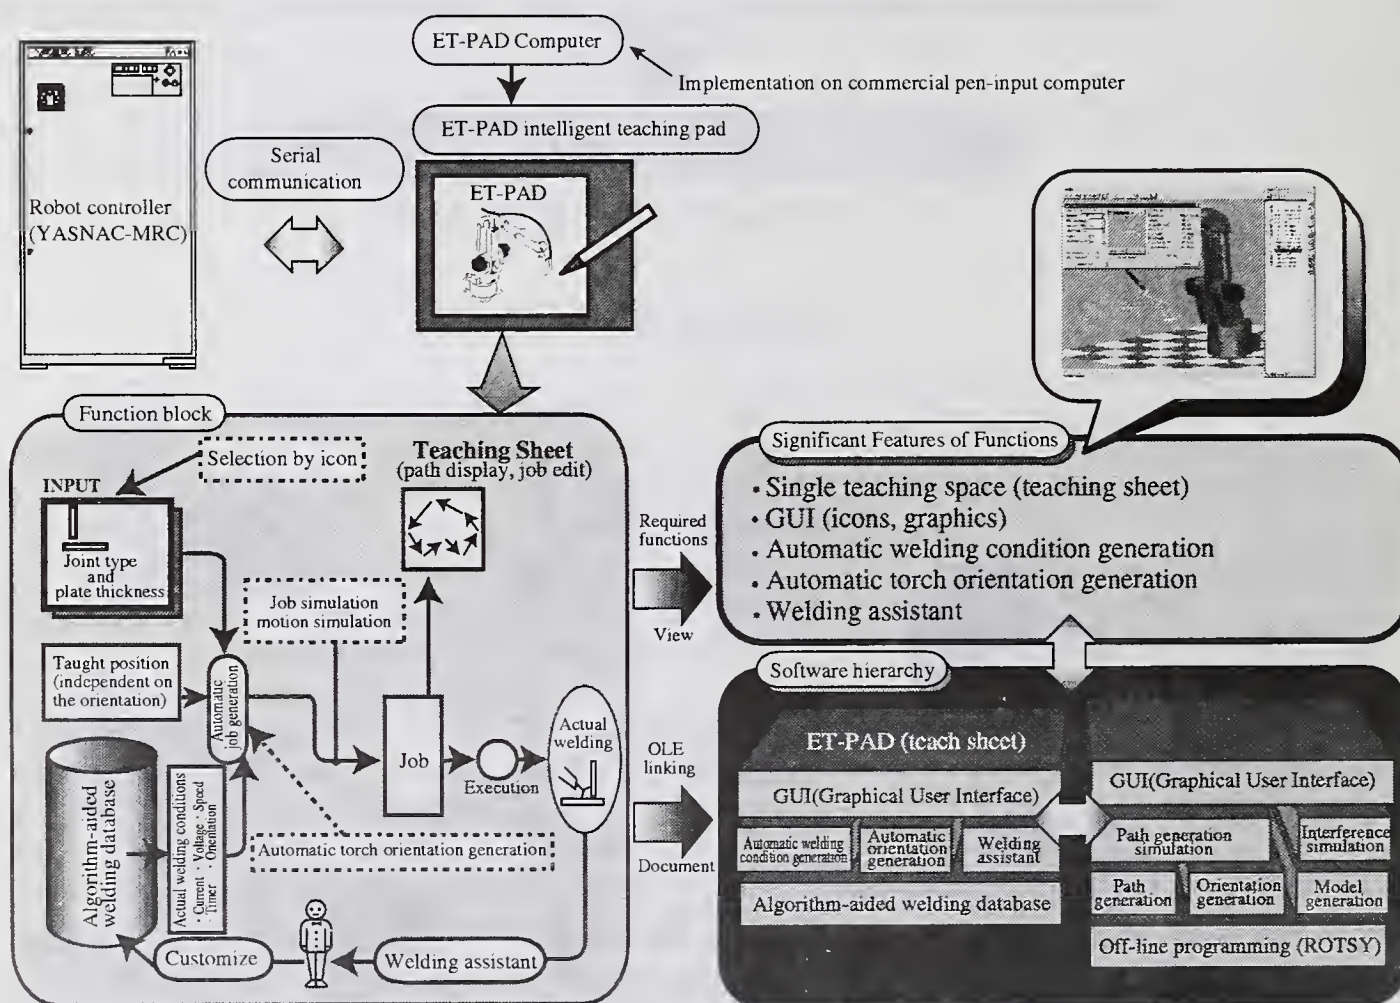 ET-PAD Computer
Implementation on commercial pen-input computer
ET-PAD intelligent teaching pad
Serial
communication
ET-PAD
Robot controller
(YASNAC-MRC)
Function block
Selection by icon
Teaching Sheet
(path display, job edit)
INPUT
Joint type
and
plate thickness
Job simulation
motion simulation
Taught position
(independent on
the orientation)
Automatic
job generation
Job
Execution
Actual
welding
Algorithm-aided
welding database
Actual welding conditions
· Current · Voltage · Speed
· Timer · Orientation
Automatic torch orientation generation
Customize
Welding assistant
Required
functions
View
OLE
linking
Document
Significant Features of Functions
• Single teaching space (teaching sheet)
• GUI (icons, graphics)
• Automatic welding condition generation
• Automatic torch orientation generation
• Welding assistant
Software hierarchy
ET-PAD (teach sheet)
GUI(Graphical User Interface)
Automatic welding
condition generation
Automatic
orientation
generation
Welding
assistant
Algorithm-aided welding database
GUI(Graphical User Interface)
Path generation
simulation
Interference
simulation
Path
generation
Orientation
generation
Model
generation
Off-line programming (ROTSY)